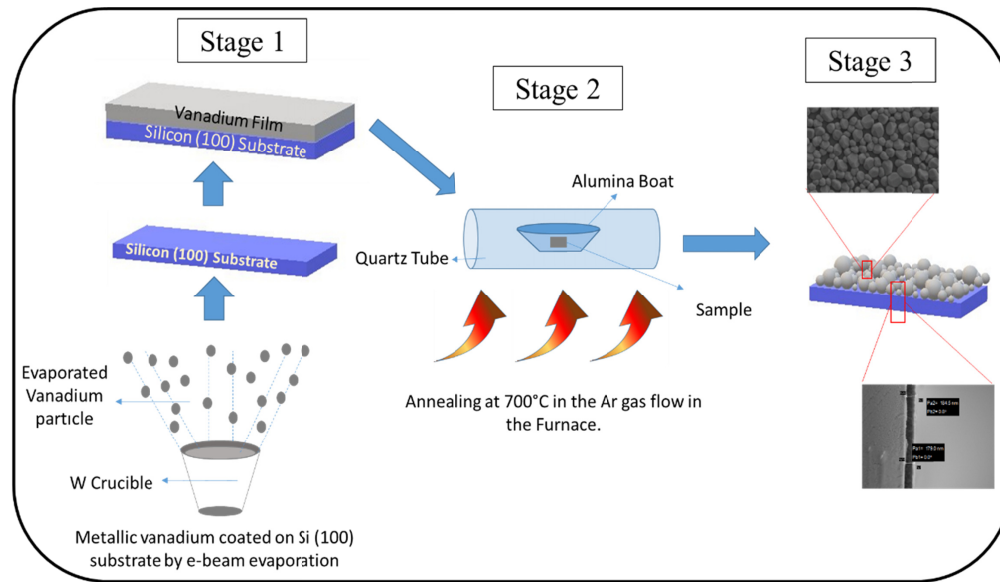 Stage 1
Vanadium Film
Silicon (100) Substrate
Silicon (100) Substrate
Evaporated
Vanadium
particle
W Crucible
Metallic vanadium coated on Si (100)
substrate by e-beam evaporation
Stage 2
Alumina Boat
Quartz Tube
Sample
Annealing at 700°C in the Ar gas flow in
the Furnace.
Stage 3